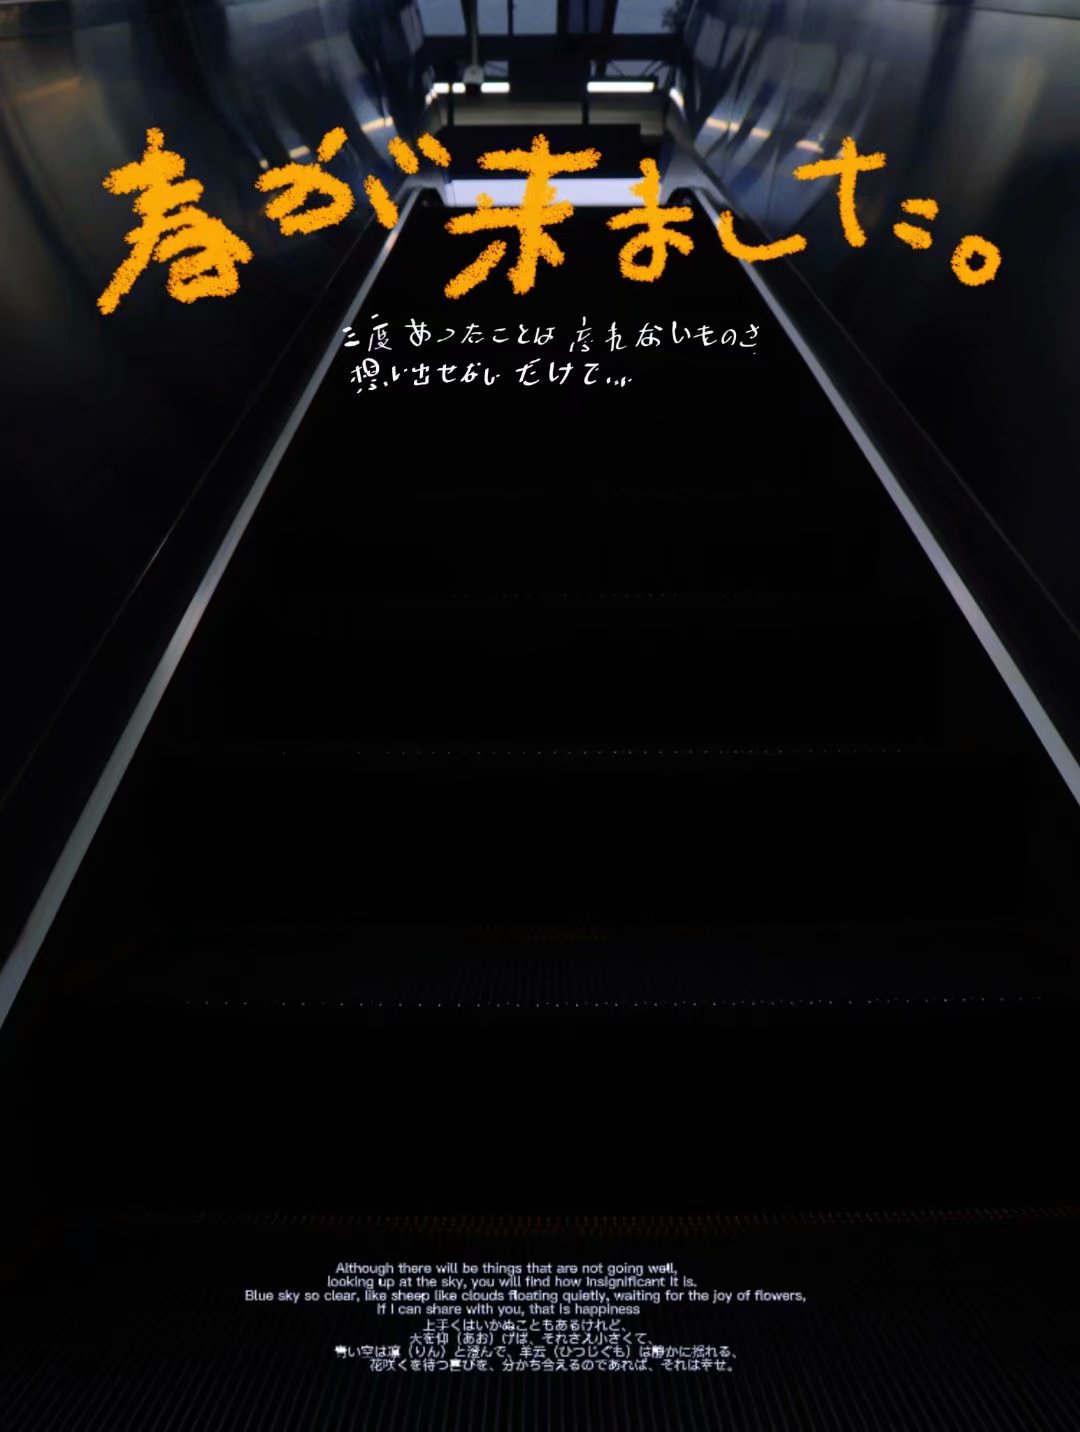 春が来ました。
三度あったことは忘れないものさ
想い出せないだけで...
Although there will be things that are not going well,
looking up at the sky, you will find how insignificant it is.
Blue sky so clear, like sheep like clouds floating quietly, waiting for the joy of flowers,
If I can share with you, that is happiness
上手くはいかぬこともあるけれど、
天を仰（あお）げば、それさえ小さくて、
青い空は凛（りん）と澄んで、羊云（ひつじぐも）は静かに揺れる、
花咲くを待つ喜びを、分かち合えるのであれば、それは幸せ。